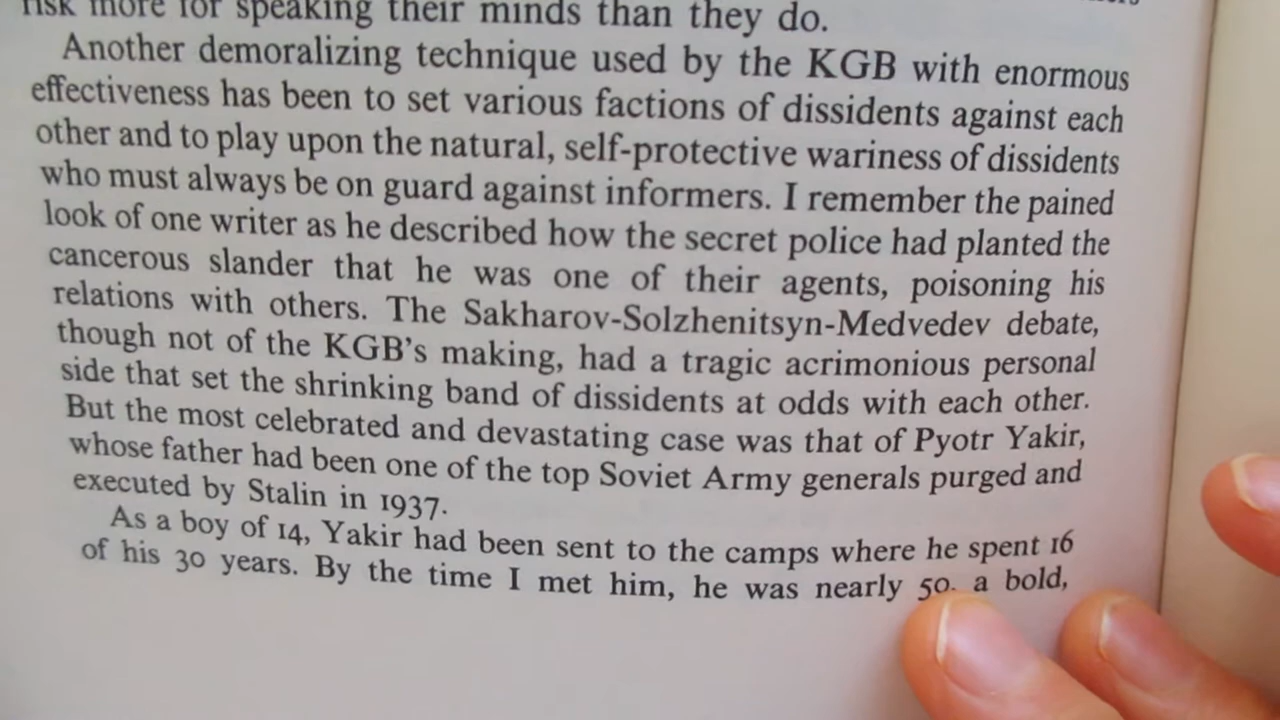 risk more for speaking their minds than they do.
Another demoralizing technique used by the KGB with enormous
effectiveness has been to set various factions of dissidents against each
other and to play upon the natural, self-protective wariness of dissidents
who must always be on guard against informers. I remember the pained
look of one writer as he described how the secret police had planted the
cancerous slander that he was one of their agents, poisoning his
relations with others. The Sakharov-Solzhenitsyn-Medvedev debate,
though not of the KGB's making, had a tragic acrimonious personal
side that set the shrinking band of dissidents at odds with each other.
But the most celebrated and devastating case was that of Pyotr Yakir,
whose father had been one of the top Soviet Army generals purged and
executed by Stalin in 1937.
As a boy of 14, Yakir had been sent to the camps where he spent 16
of his 30 years. By the time I met him, he was nearly 50, a bold,